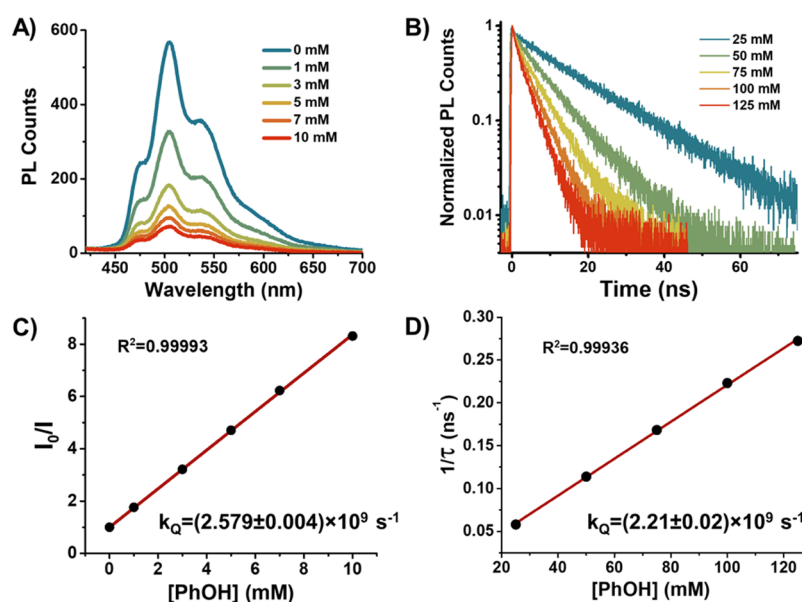 A)
600
400
200
0
PL Counts
0 mM
1 mM
3 mM
5 mM
7 mM
10 mM
450 500 550 600 650 700
Wavelength (nm)
B)
1
0.1
0.01
Normalized PL Counts
25 mM
50 mM
75 mM
100 mM
125 mM
0 20 40 60
Time (ns)
C)
8
6
4
2
0
I₀/I
R²=0.99993
k_Q=(2.579±0.004)×10⁹ s⁻¹
0 2 4 6 8 10
[PhOH] (mM)
D)
0.30
0.25
0.20
0.15
0.10
0.05
1/τ (ns⁻¹)
R²=0.99936
k_Q=(2.21±0.02)×10⁹ s⁻¹
20 40 60 80 100 120
[PhOH] (mM)